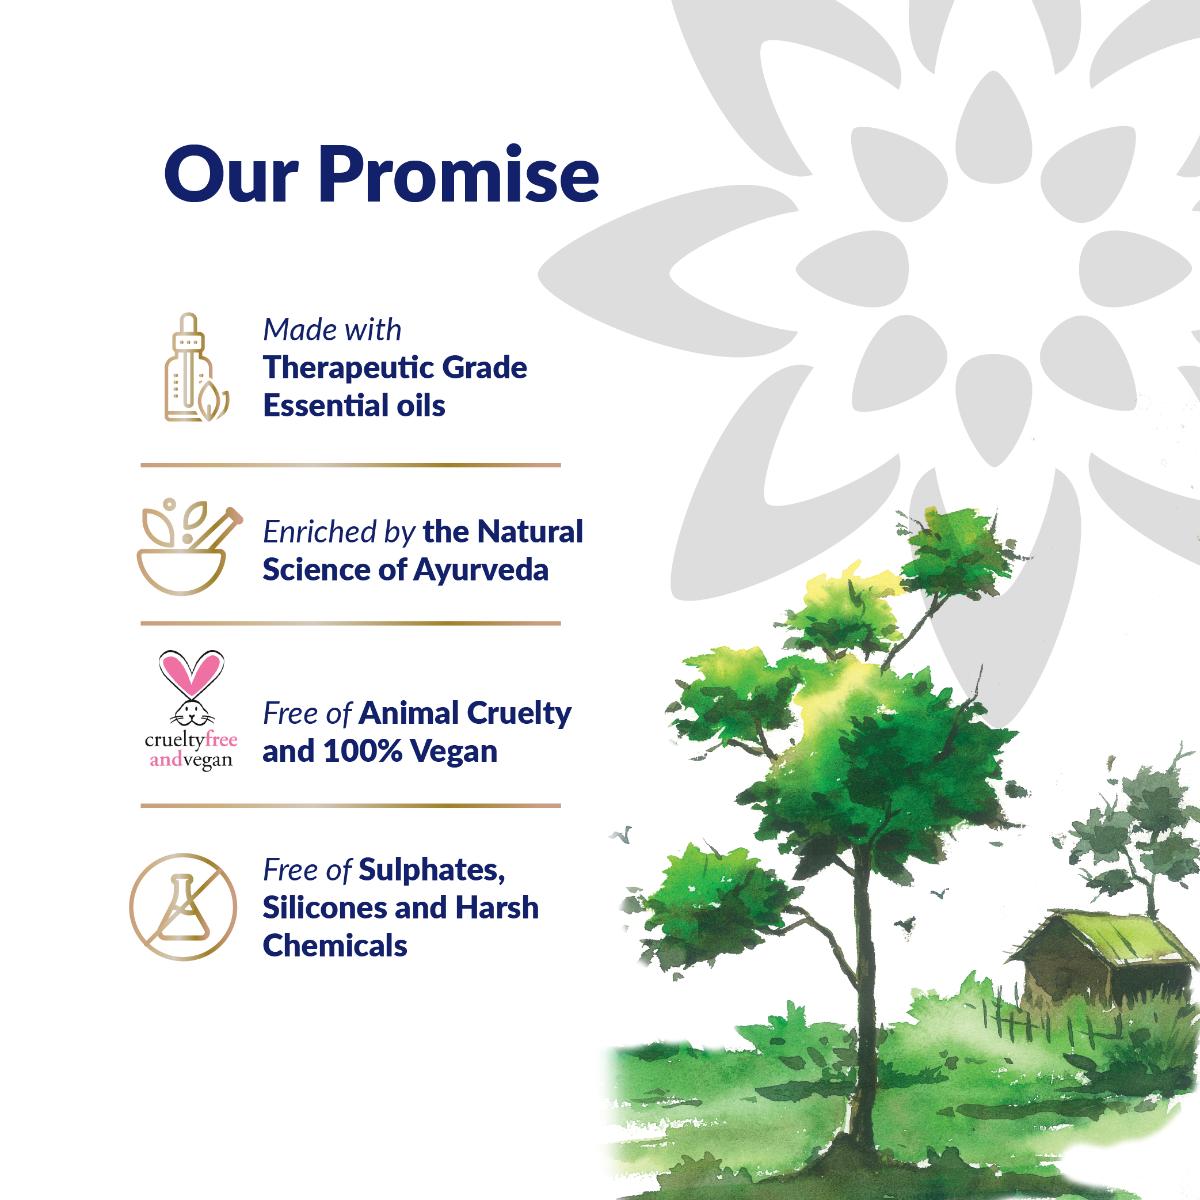 Our Promise
Made with
Therapeutic Grade
Essential oils
Enriched by the Natural
Science of Ayurveda
crueltyfree
andvegan
Free of Animal Cruelty
and 100% Vegan
Free of Sulphates,
Silicones and Harsh
Chemicals